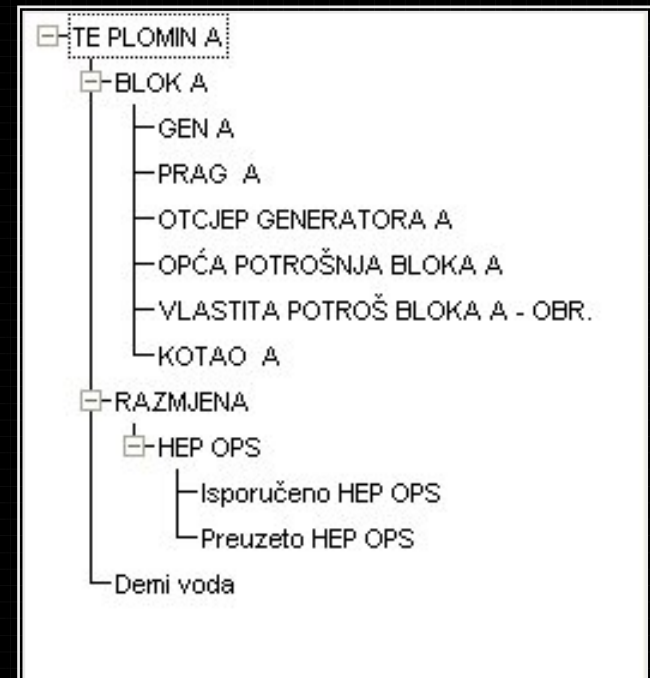 TE PLOMIN A
BLOK A
GEN A
PRAG A
OTCJEP GENERATORA A
OPĆA POTROŠNJA BLOKA A
VLASTITA POTROŠ BLOKA A - OBR.
KOTAO A
RAZMJENA
HEP OPS
Isporučeno HEP OPS
Preuzeto HEP OPS
Demi voda